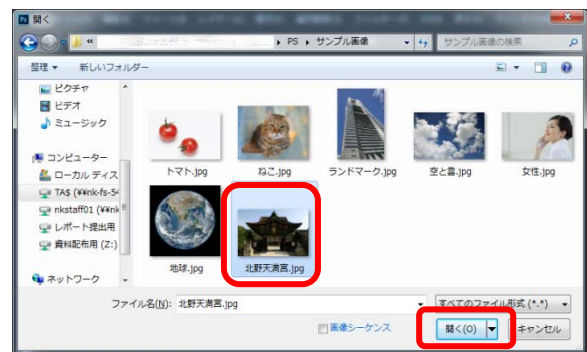 開く
« ▸ PS ▸ サンプル画像
サンプル画像の検索
整理 新しいフォルダー
ピクチャ
ビデオ
ミュージック
コンピューター
ローカル ディス
TA$ (¥¥nk-fs-54
nkstaff01 (¥¥nk
レポート提出用
資料配布用 (Z:)
ネットワーク
トマト.jpg
ねこ.jpg
ランドマーク.jpg
空と雲.jpg
女性.jpg
地球.jpg
北野天満宮.jpg
ファイル名(N): 北野天満宮.jpg
すべてのファイル形式 (*.*)
画像シーケンス
開く(O)
キャンセル